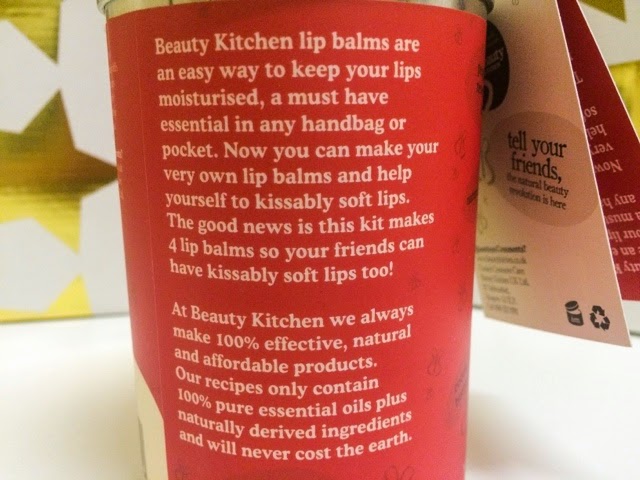 Beauty Kitchen lip balms are
an easy way to keep your lips
moisturised, a must have
essential in any handbag or
pocket. Now you can make your
very own lip balms and help
yourself to kissably soft lips.
The good news is this kit makes
4 lip balms so your friends can
have kissably soft lips too!
At Beauty Kitchen we always
make 100% effective, natural
and affordable products.
Our recipes only contain
100% pure essential oils plus
naturally derived ingredients
and will never cost the earth.
tell your
friends,
the natural beauty
revolution is here